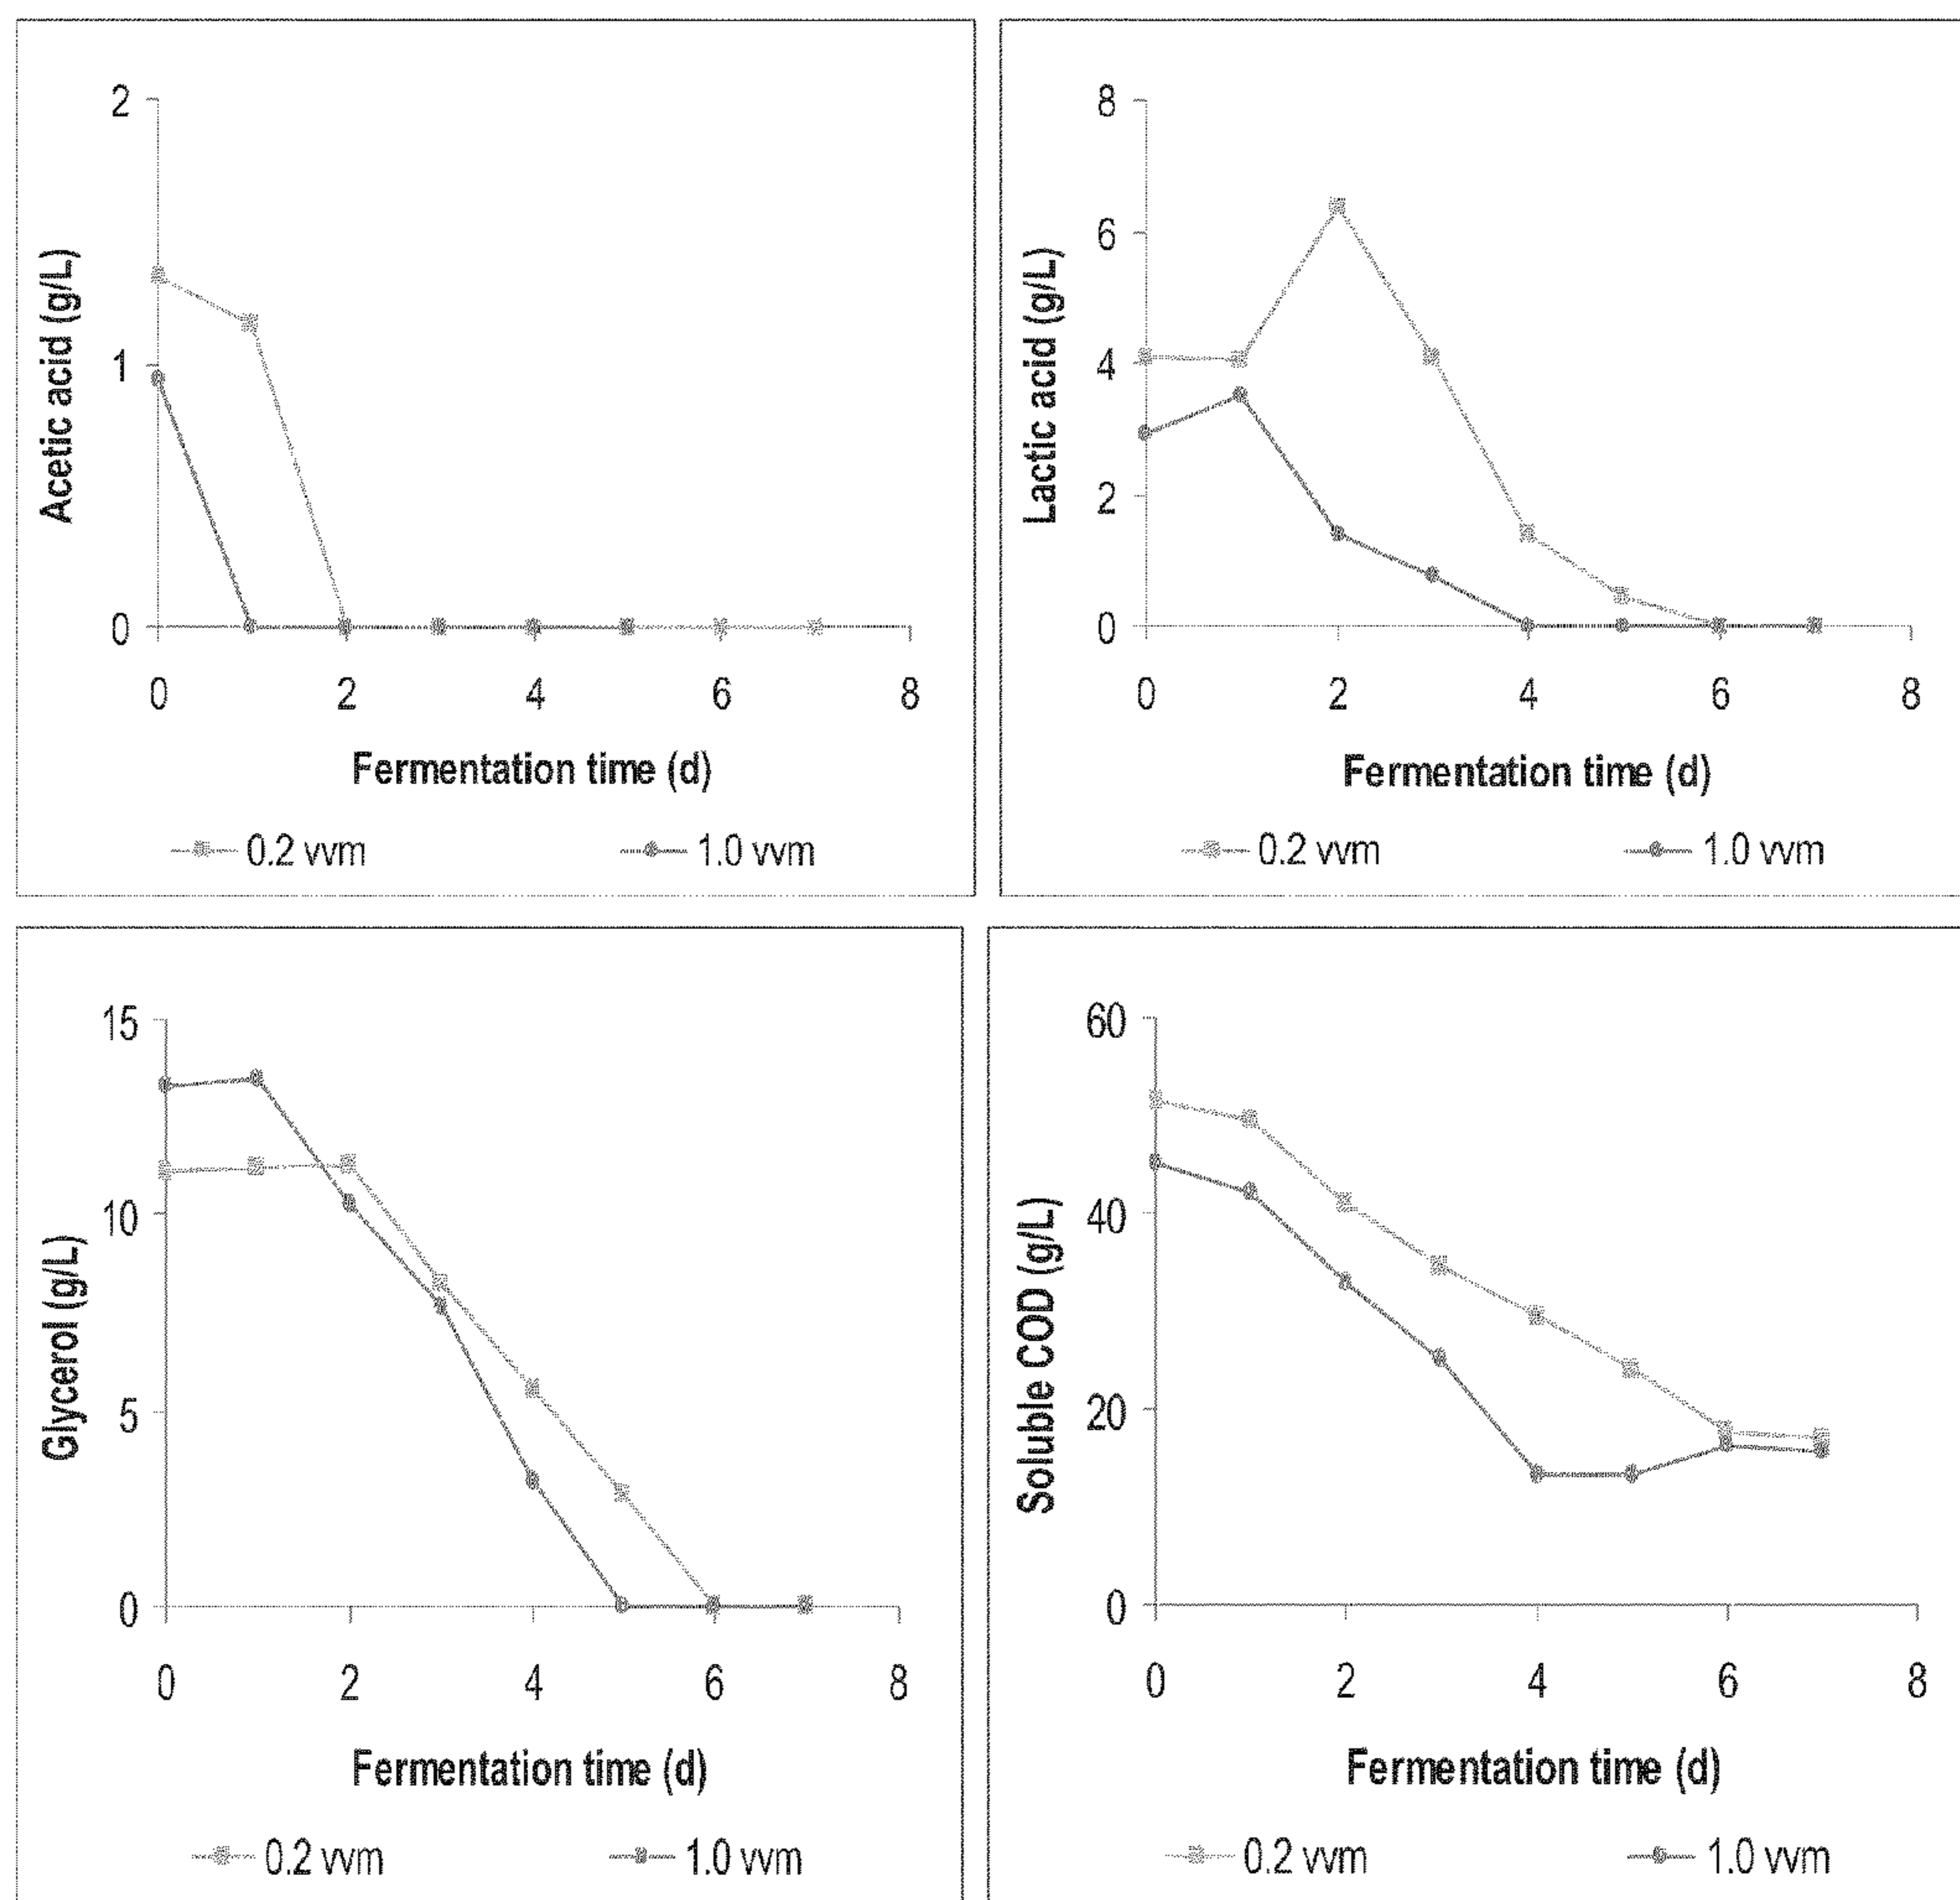 2
1
0
Acetic acid (g/L)
0 2 4 6 8
Fermentation time (d)
0.2 vvm 1.0 vvm
8
6
4
2
0
Lactic acid (g/L)
0 2 4 6 8
Fermentation time (d)
0.2 vvm 1.0 vvm
15
10
5
0
Glycerol (g/L)
0 2 4 6 8
Fermentation time (d)
0.2 vvm 1.0 vvm
60
40
20
0
Soluble COD (g/L)
0 2 4 6 8
Fermentation time (d)
0.2 vvm 1.0 vvm